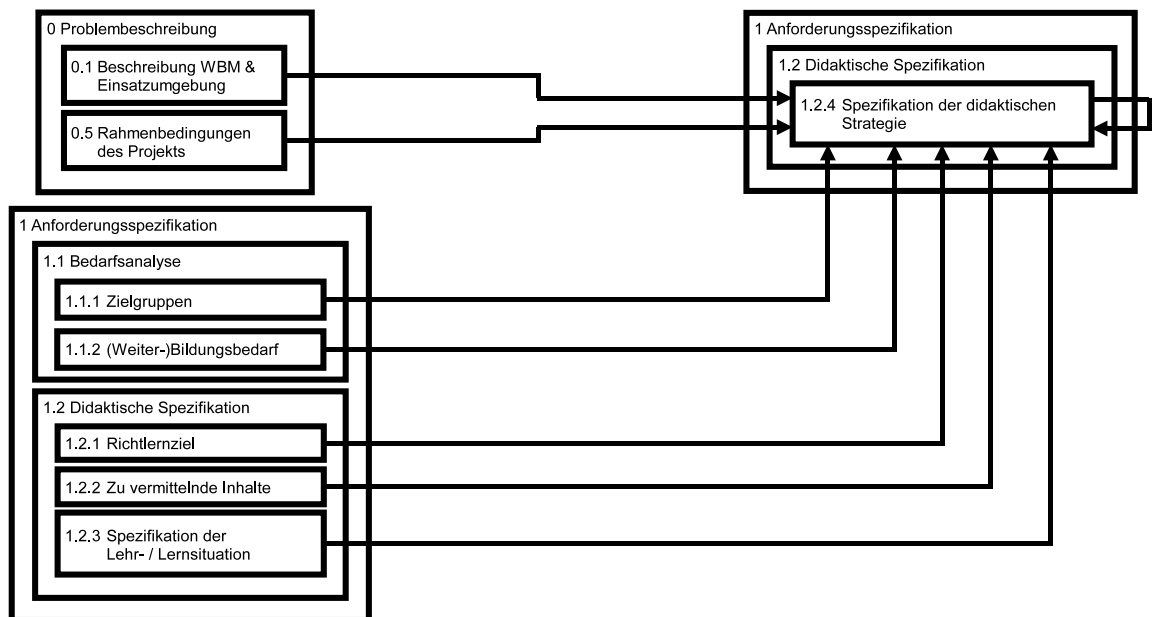 0 Problembeschreibung
0.1 Beschreibung WBM &
Einsatzumgebung
0.5 Rahmenbedingungen
des Projekts
1 Anforderungsspezifikation
1.2 Didaktische Spezifikation
1.2.4 Spezifikation der didaktischen
Strategie
1 Anforderungsspezifikation
1.1 Bedarfsanalyse
1.1.1 Zielgruppen
1.1.2 (Weiter-)Bildungsbedarf
1.2 Didaktische Spezifikation
1.2.1 Richtlernziel
1.2.2 Zu vermittelnde Inhalte
1.2.3 Spezifikation der
Lehr- / Lernsituation